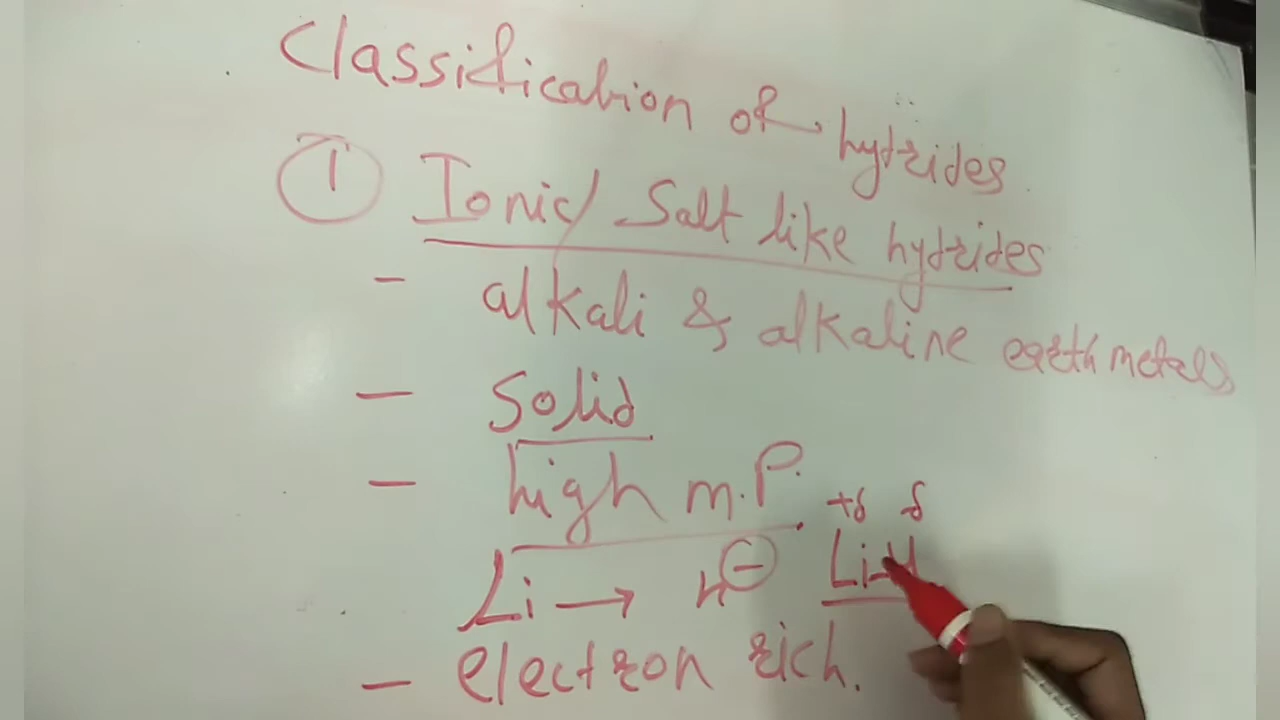 Classification of hydrides
1 Ionic/ Salt like hydrides
- alkali & alkaline earth metals
- Solid
- high m.P.
+δ -δ
Li → H⊖ LiH
- electron rich.